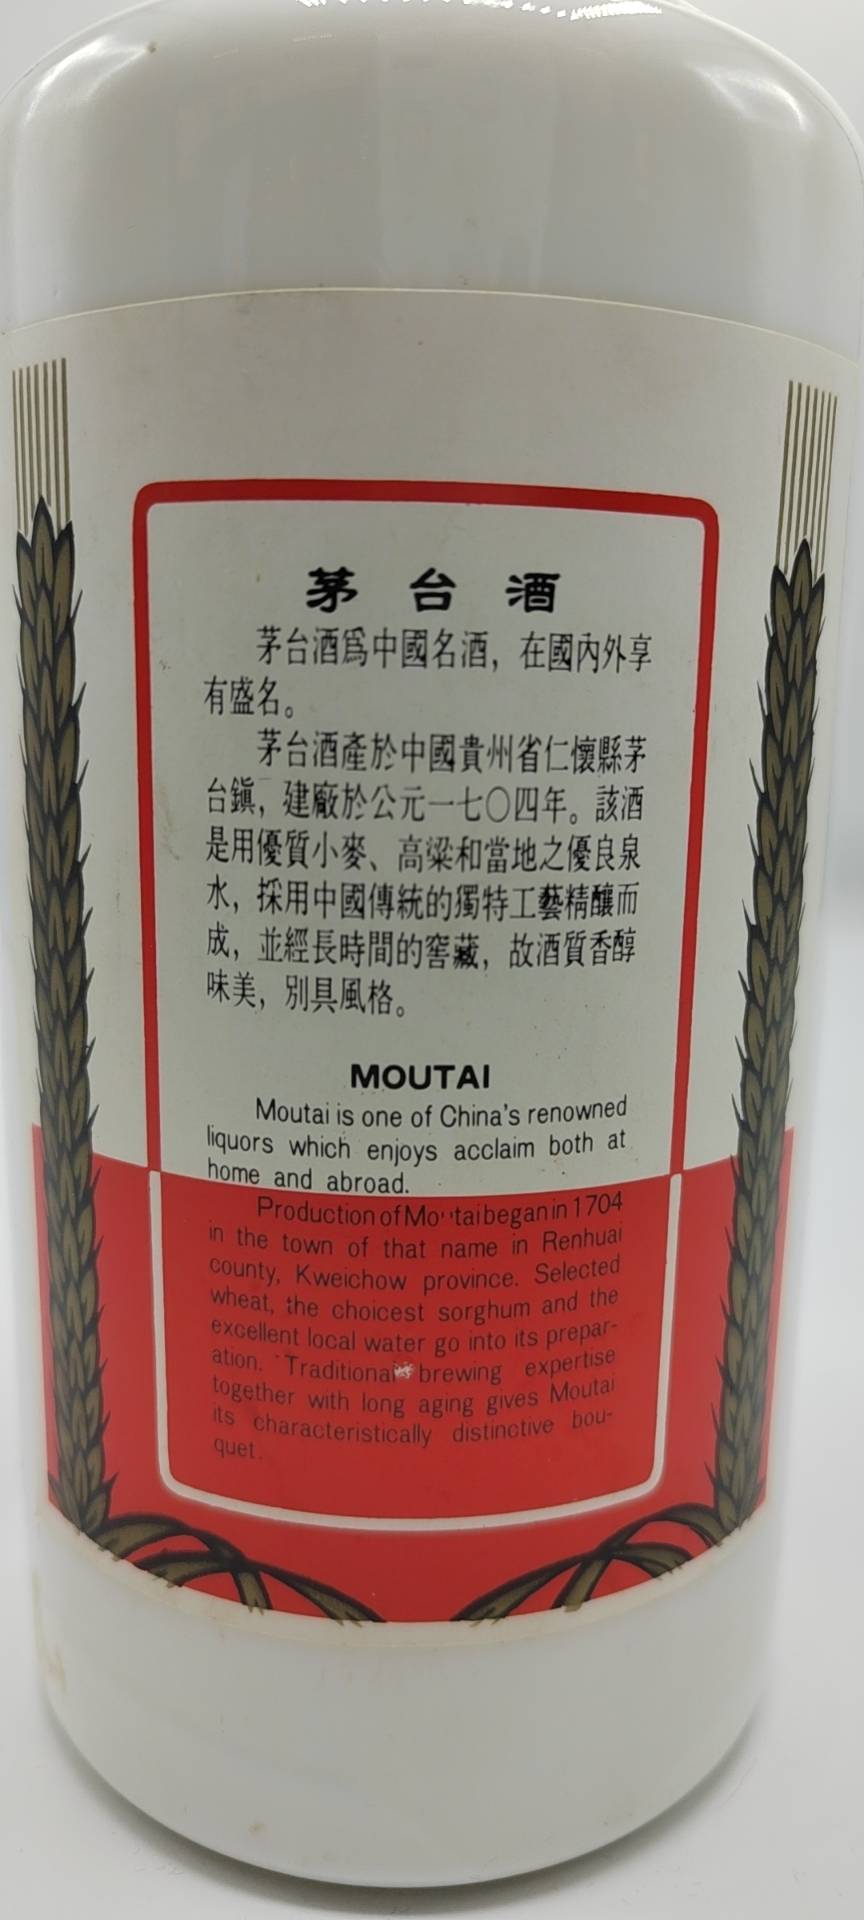 茅台酒
茅台酒爲中國名酒，在國內外享
有盛名。
茅台酒產於中國貴州省仁懷縣茅
台鎮，建廠於公元一七〇四年。該酒
是用優質小麥、高粱和當地之優良泉
水，採用中國傳統的獨特工藝精釀而
成，並經長時間的窖藏，故酒質香醇
味美，別具風格。
MOUTAI
Moutai is one of China's renowned
liquors which enjoys acclaim both at
home and abroad.
Production of Moutai began in 1704
in the town of that name in Renhuai
county, Kweichow province. Selected
wheat, the choicest sorghum and the
excellent local water go into its prepar-
ation. Traditional brewing expertise
together with long aging gives Moutai
its characteristically distinctive bou-
quet.